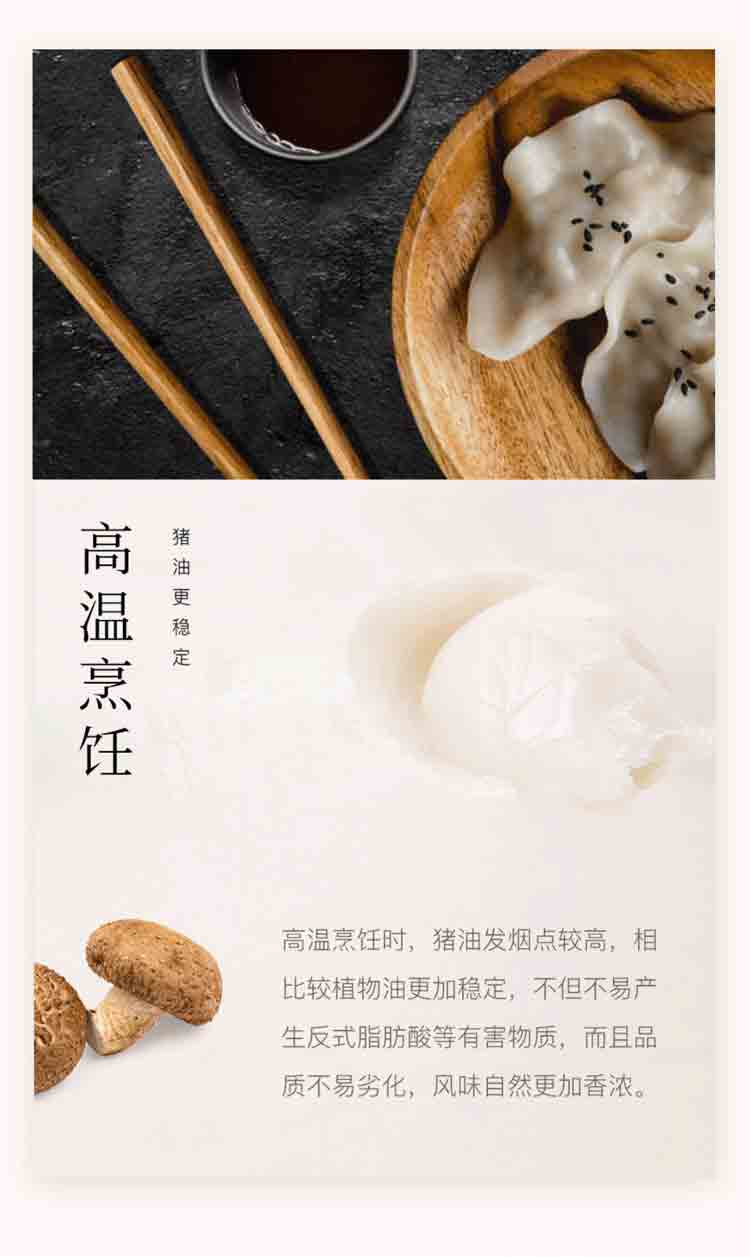 高温烹饪
猪油更稳定
高温烹饪时，猪油发烟点较高，相
比较植物油更加稳定，不但不易产
生反式脂肪酸等有害物质，而且品
质不易劣化，风味自然更加香浓。